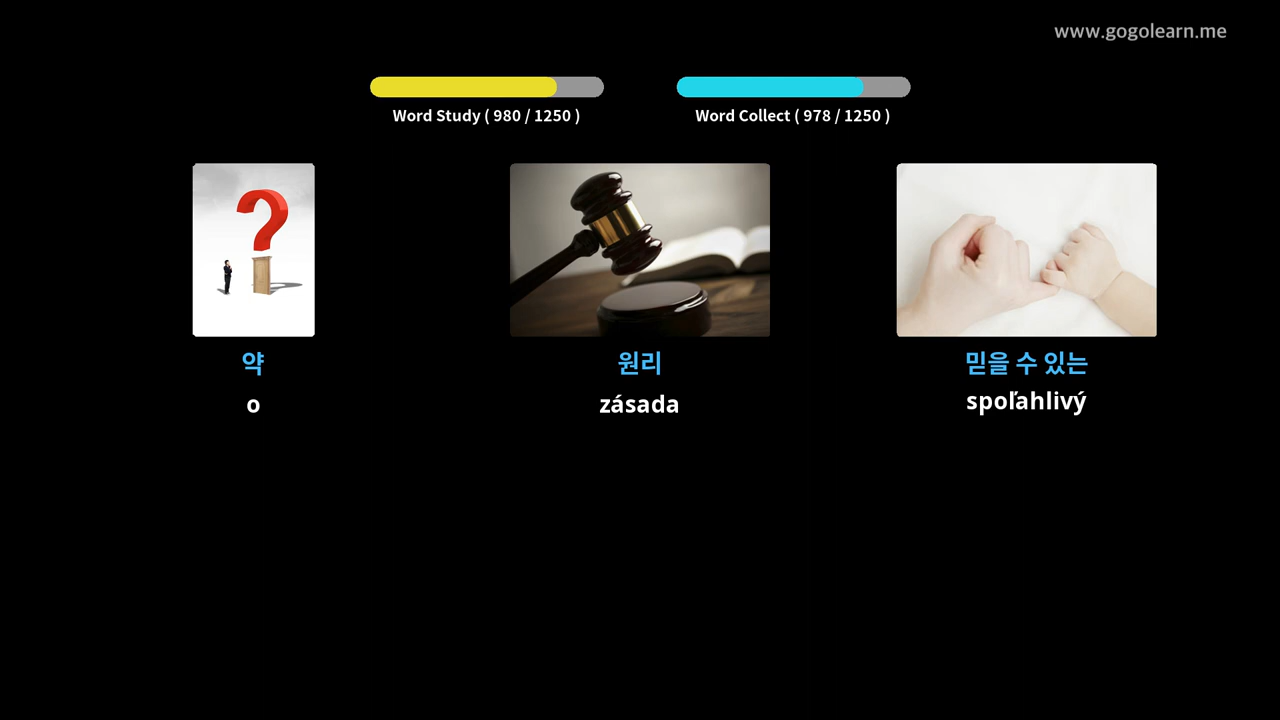 www.gogolearn.me
Word Study ( 980 / 1250 )
Word Collect ( 978 / 1250 )
약
원리
믿을 수 있는
o
zásada
spoľahlivý